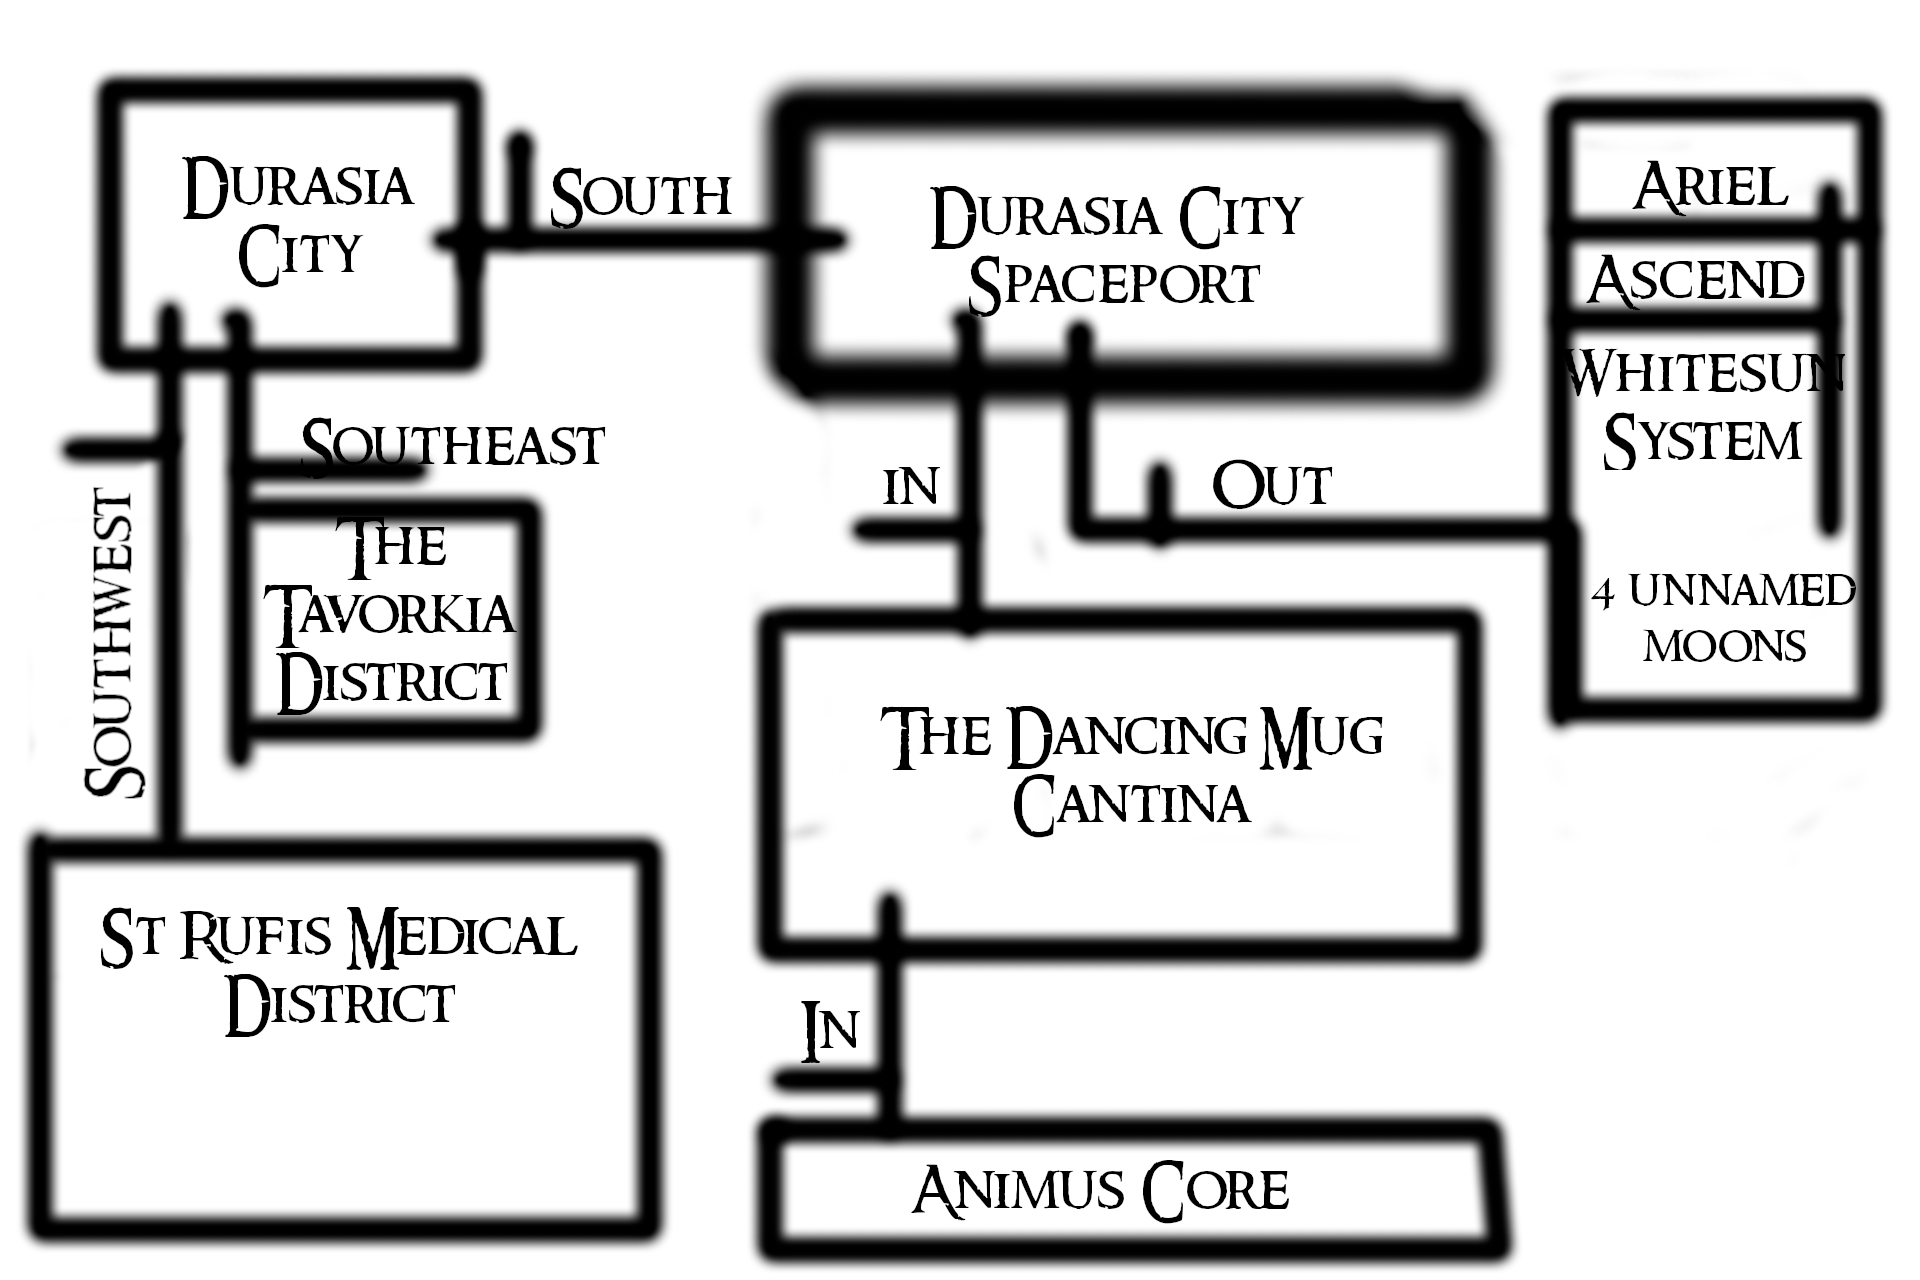 Durasia
City
South
Durasia City
Spaceport
Ariel
Ascend
Whitesun
System
4 unnamed
moons
Southeast
The
Tavorkia
District
Southwest
in
Out
The Dancing Mug
Cantina
St Rufis Medical
District
In
Animus Core